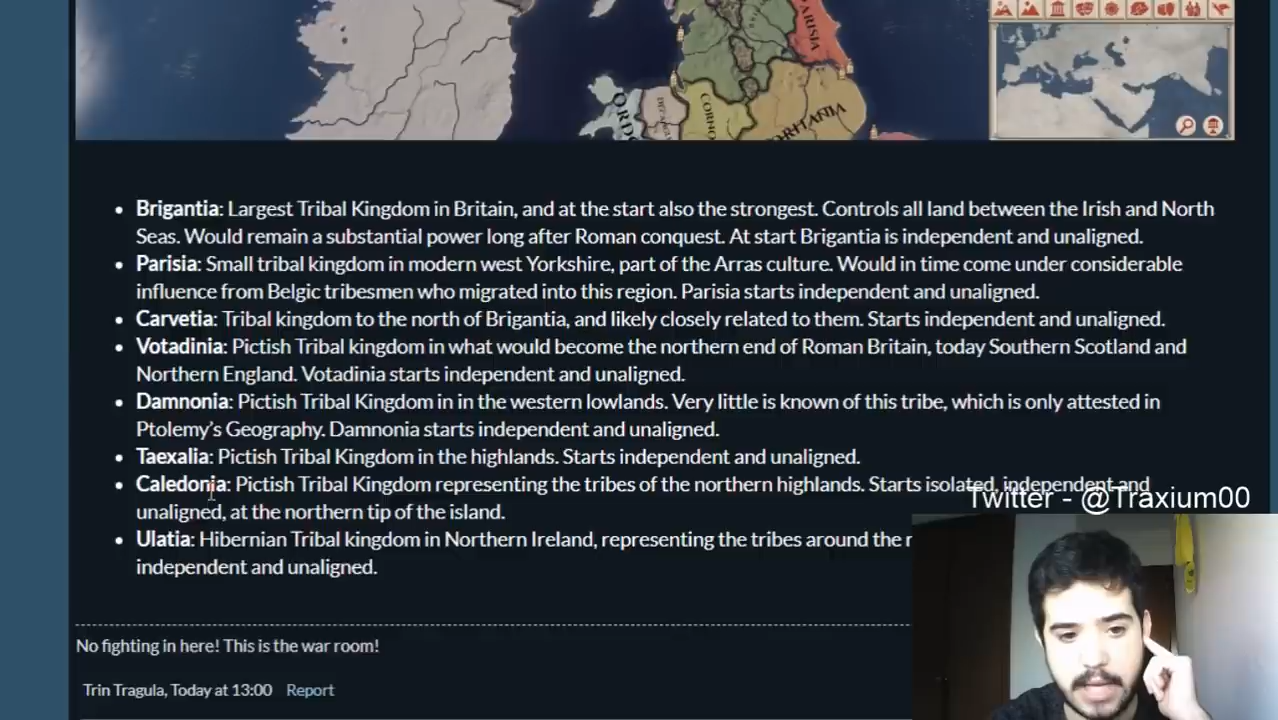 PARISIA
ORDO
CORNO
ORITANIA
Brigantia: Largest Tribal Kingdom in Britain, and at the start also the strongest. Controls all land between the Irish and North
Seas. Would remain a substantial power long after Roman conquest. At start Brigantia is independent and unaligned.
Parisia: Small tribal kingdom in modern west Yorkshire, part of the Arras culture. Would in time come under considerable
influence from Belgic tribesmen who migrated into this region. Parisia starts independent and unaligned.
Carvetia: Tribal kingdom to the north of Brigantia, and likely closely related to them. Starts independent and unaligned.
Votadinia: Pictish Tribal kingdom in what would become the northern end of Roman Britain, today Southern Scotland and
Northern England. Votadinia starts independent and unaligned.
Damnonia: Pictish Tribal Kingdom in in the western lowlands. Very little is known of this tribe, which is only attested in
Ptolemy's Geography. Damnonia starts independent and unaligned.
Taexalia: Pictish Tribal Kingdom in the highlands. Starts independent and unaligned.
Caledonia: Pictish Tribal Kingdom representing the tribes of the northern highlands. Starts isolated, independent and
Twitter - @Traxium00
unaligned, at the northern tip of the island.
Ulatia: Hibernian Tribal kingdom in Northern Ireland, representing the tribes around the
independent and unaligned.
No fighting in here! This is the war room!
Trin Tragula, Today at 13:00 Report